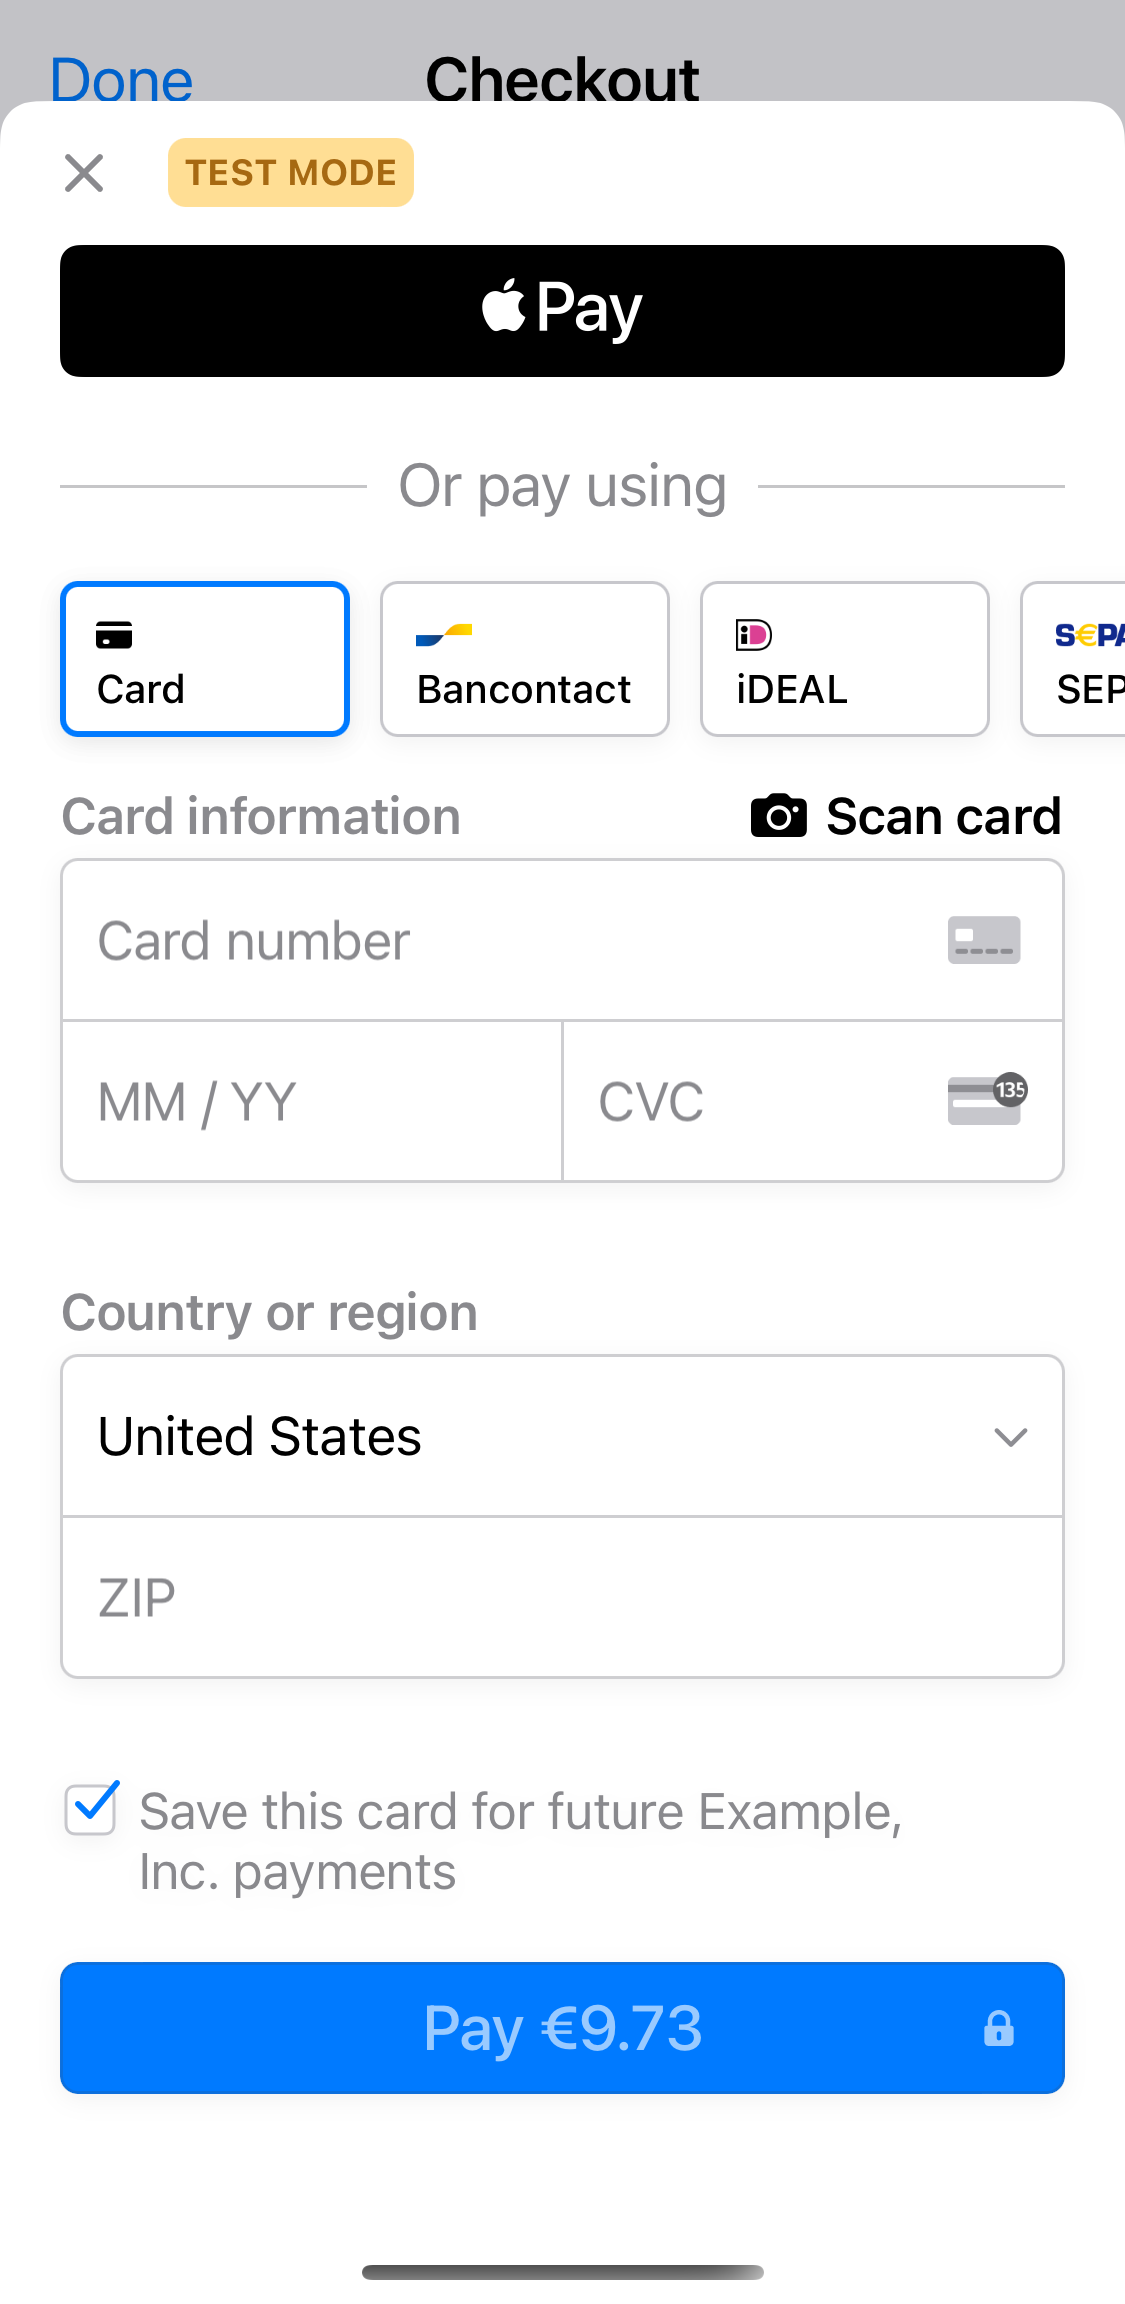 Done
Checkout
TEST MODE
Pay
Or pay using
Card
Bancontact
iD
iDEAL
S€PA
SEP
Card information
Scan card
Card number
MM / YY
CVC
135
Country or region
United States
ZIP
Save this card for future Example,
Inc. payments
Pay €9.73